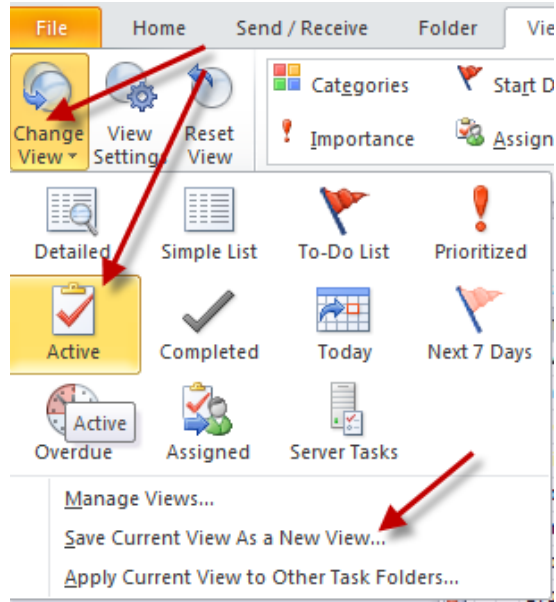 File Home Send / Receive Folder Vie
Categories Start D
Change View Reset Importance Assign
View Settings View
Detailed Simple List To-Do List Prioritized
Active Completed Today Next 7 Days
Active
Overdue Assigned Server Tasks
Manage Views...
Save Current View As a New View...
Apply Current View to Other Task Folders...